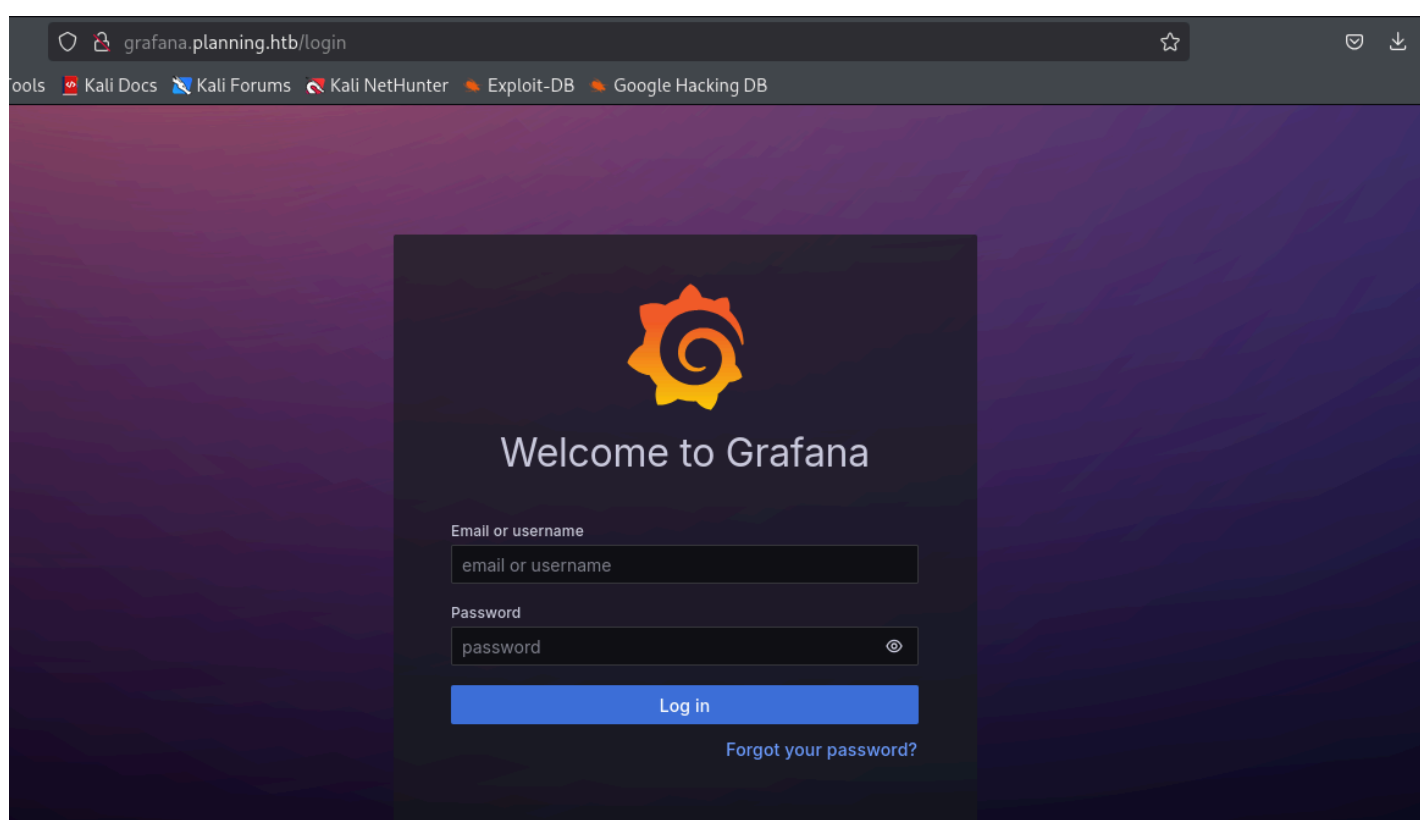 grafana.planning.htb/login
ools Kali Docs Kali Forums Kali NetHunter Exploit-DB Google Hacking DB
Welcome to Grafana
Email or username
email or username
Password
password
Log in
Forgot your password?